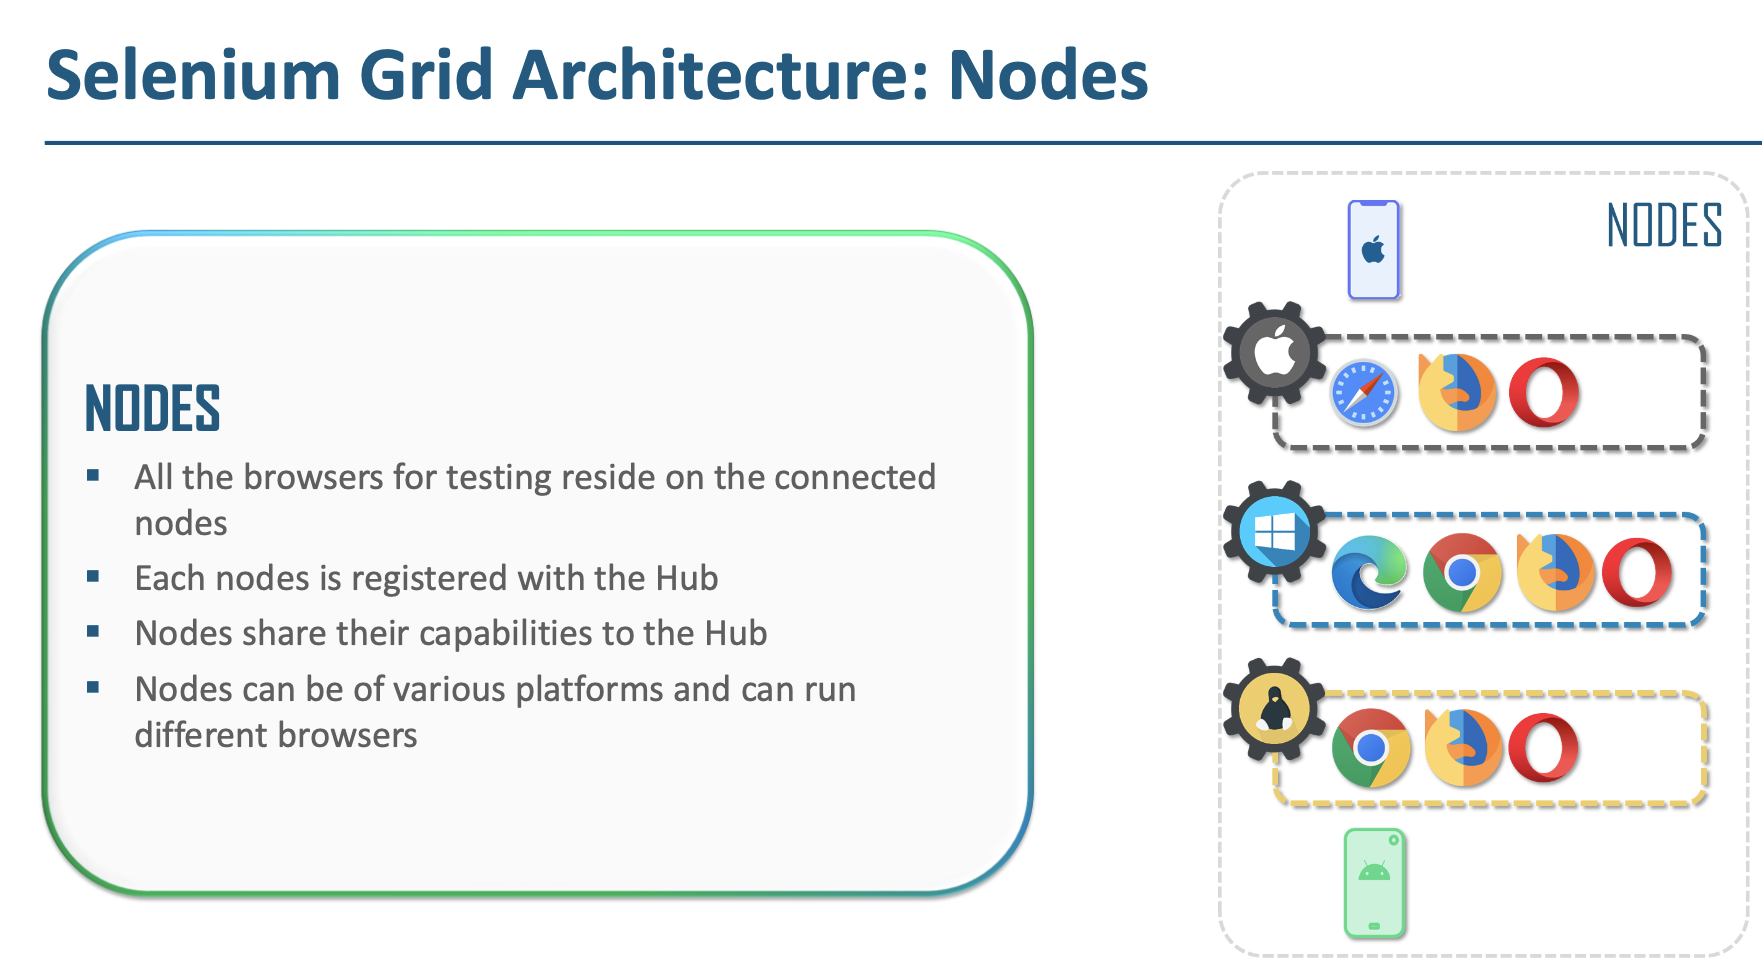 Selenium Grid Architecture: Nodes
NODES
NODES
▪ All the browsers for testing reside on the connected
nodes
▪ Each nodes is registered with the Hub
▪ Nodes share their capabilities to the Hub
▪ Nodes can be of various platforms and can run
different browsers